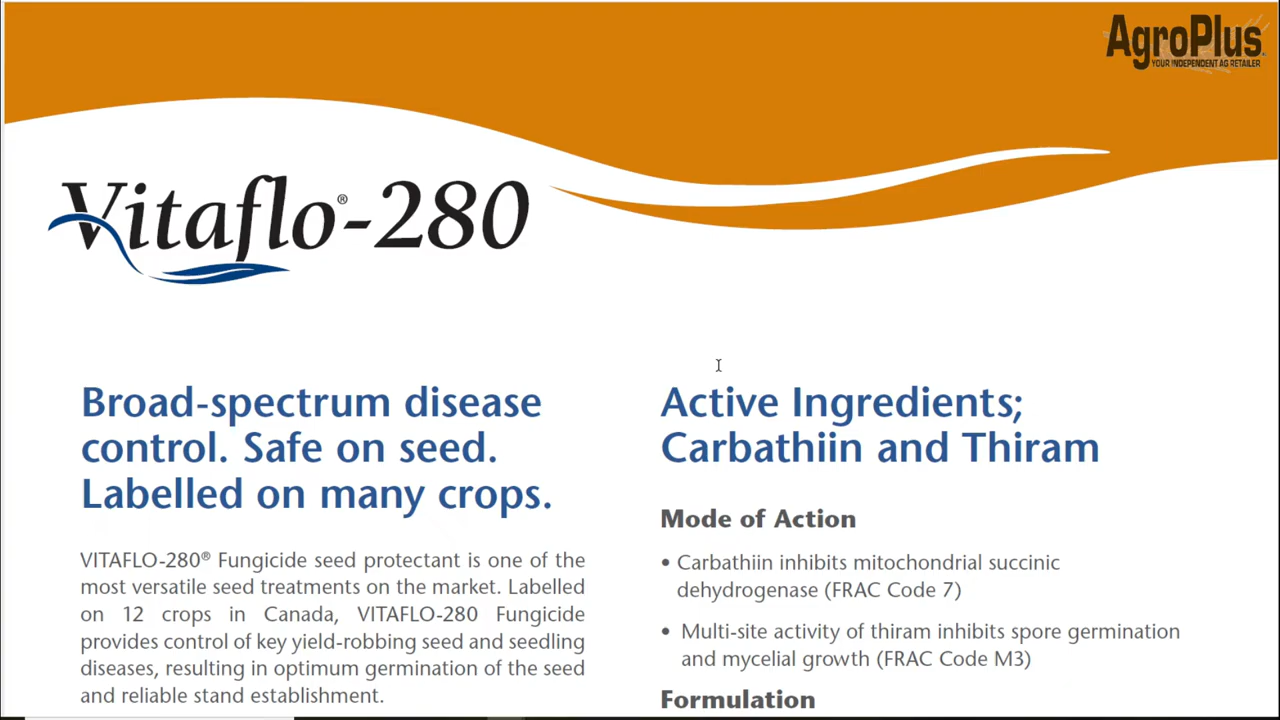 AgroPlus
YOUR INDEPENDENT AG RETAILER
Vitaflo®-280
Broad-spectrum disease
control. Safe on seed.
Labelled on many crops.
VITAFLO-280® Fungicide seed protectant is one of the
most versatile seed treatments on the market. Labelled
on 12 crops in Canada, VITAFLO-280 Fungicide
provides control of key yield-robbing seed and seedling
diseases, resulting in optimum germination of the seed
and reliable stand establishment.
Active Ingredients;
Carbathiin and Thiram
Mode of Action
• Carbathiin inhibits mitochondrial succinic
dehydrogenase (FRAC Code 7)
• Multi-site activity of thiram inhibits spore germination
and mycelial growth (FRAC Code M3)
Formulation